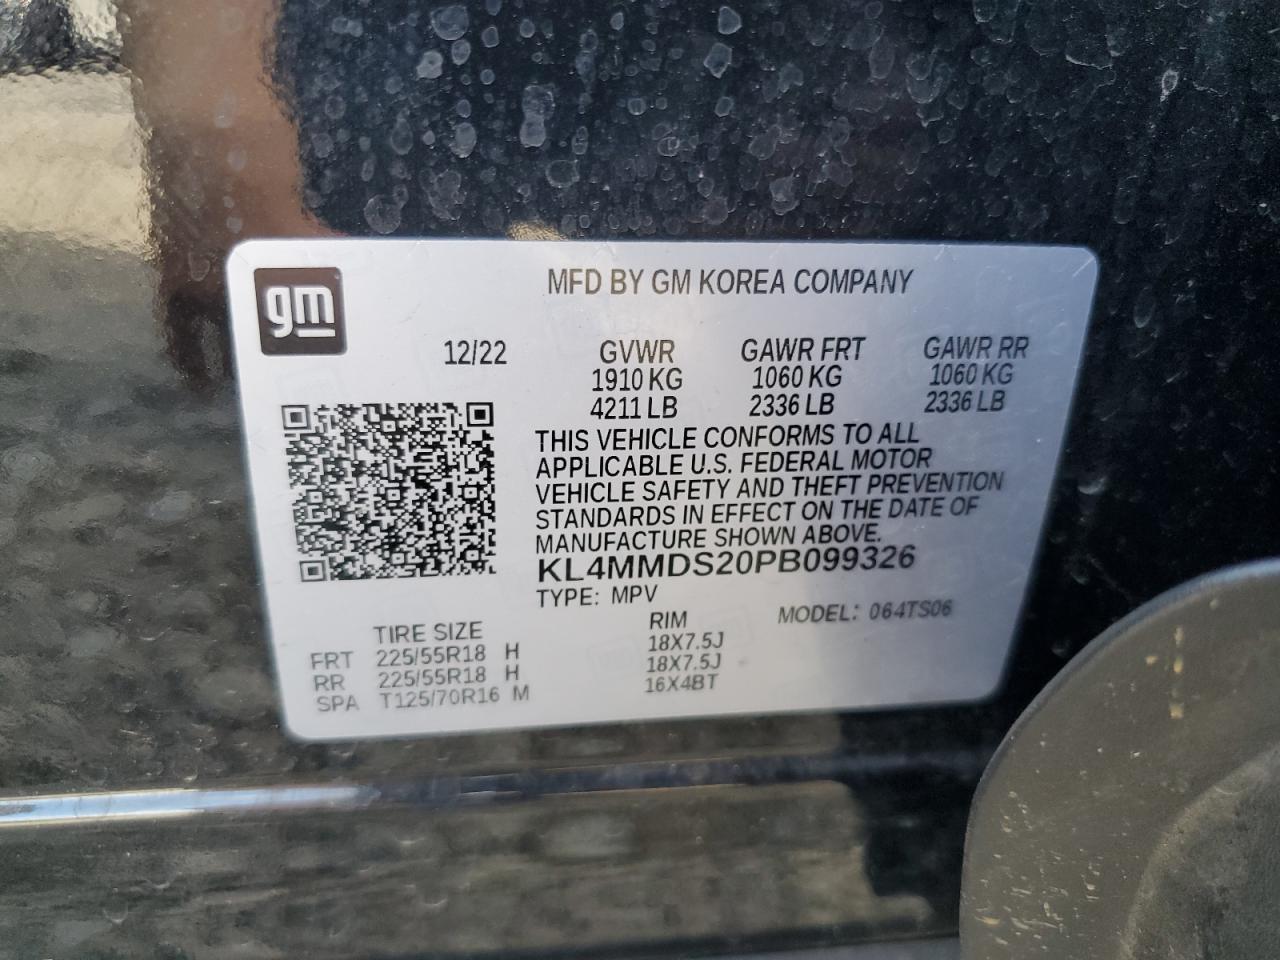 gm
MFD BY GM KOREA COMPANY
12/22 GVWR GAWR FRT GAWR RR
1910 KG 1060 KG 1060 KG
4211 LB 2336 LB 2336 LB
THIS VEHICLE CONFORMS TO ALL
APPLICABLE U.S. FEDERAL MOTOR
VEHICLE SAFETY AND THEFT PREVENTION
STANDARDS IN EFFECT ON THE DATE OF
MANUFACTURE SHOWN ABOVE.
KL4MMDS20PB099326
TYPE: MPV MODEL: 064TS06
TIRE SIZE RIM
FRT 225/55R18 H 18X7.5J
RR 225/55R18 H 18X7.5J
SPA T125/70R16 M 16X4BT